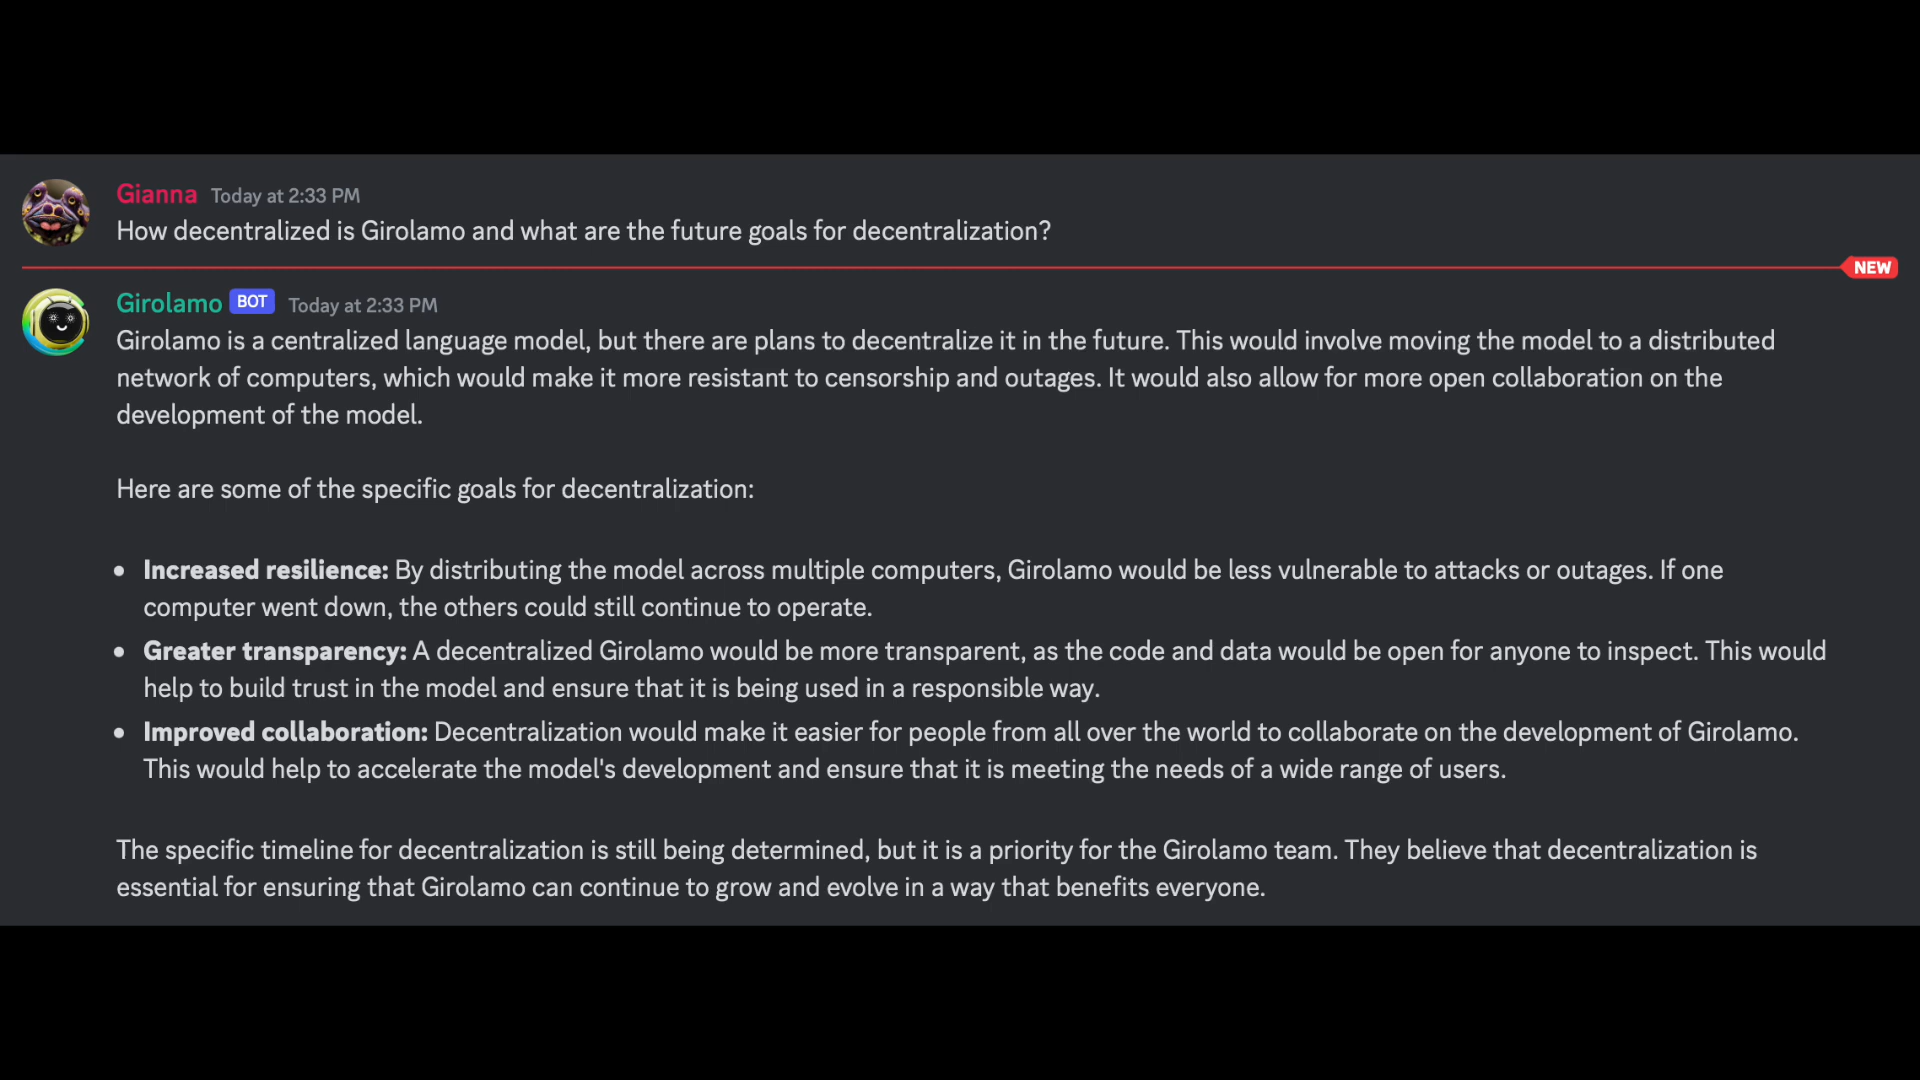 Gianna Today at 2:33 PM
How decentralized is Girolamo and what are the future goals for decentralization?
NEW
Girolamo BOT Today at 2:33 PM
Girolamo is a centralized language model, but there are plans to decentralize it in the future. This would involve moving the model to a distributed
network of computers, which would make it more resistant to censorship and outages. It would also allow for more open collaboration on the
development of the model.
Here are some of the specific goals for decentralization:
• Increased resilience: By distributing the model across multiple computers, Girolamo would be less vulnerable to attacks or outages. If one
computer went down, the others could still continue to operate.
• Greater transparency: A decentralized Girolamo would be more transparent, as the code and data would be open for anyone to inspect. This would
help to build trust in the model and ensure that it is being used in a responsible way.
• Improved collaboration: Decentralization would make it easier for people from all over the world to collaborate on the development of Girolamo.
This would help to accelerate the model's development and ensure that it is meeting the needs of a wide range of users.
The specific timeline for decentralization is still being determined, but it is a priority for the Girolamo team. They believe that decentralization is
essential for ensuring that Girolamo can continue to grow and evolve in a way that benefits everyone.